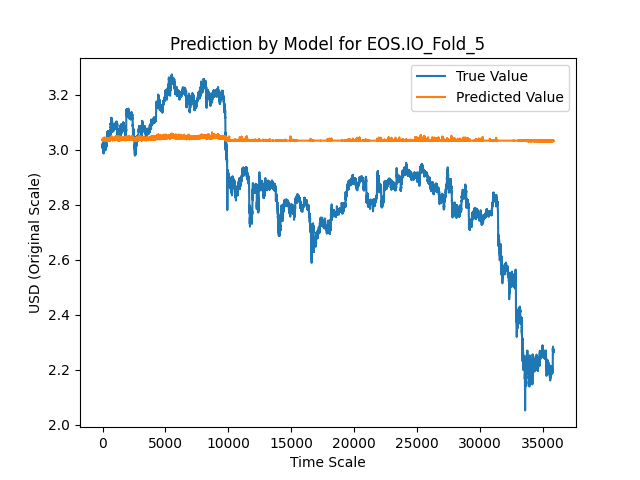 Prediction by Model for EOS.IO_Fold_5
True Value
Predicted Value
USD (Original Scale)
3.2
3.0
2.8
2.6
2.4
2.2
2.0
0 5000 10000 15000 20000 25000 30000 35000
Time Scale